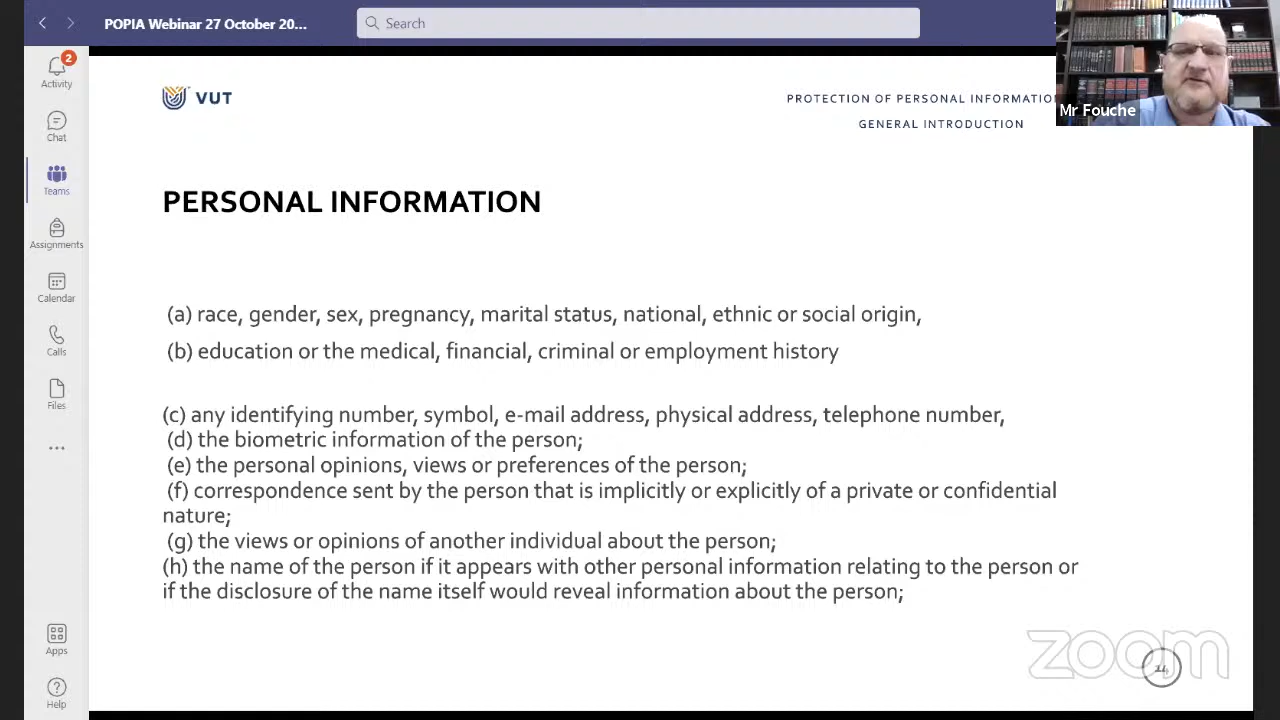 POPIA Webinar 27 October 20...
Search
2
Activity
Chat
Teams
Assignments
Calendar
Calls
Files
...
Apps
Help
VUT
PROTECTION OF PERSONAL INFORMATIO
GENERAL INTRODUCTION
Mr Fouche
PERSONAL INFORMATION
(a) race, gender, sex, pregnancy, marital status, national, ethnic or social origin,
(b) education or the medical, financial, criminal or employment history
(c) any identifying number, symbol, e-mail address, physical address, telephone number,
(d) the biometric information of the person;
(e) the personal opinions, views or preferences of the person;
(f) correspondence sent by the person that is implicitly or explicitly of a private or confidential
nature;
(g) the views or opinions of another individual about the person;
(h) the name of the person if it appears with other personal information relating to the person or
if the disclosure of the name itself would reveal information about the person;
zoom